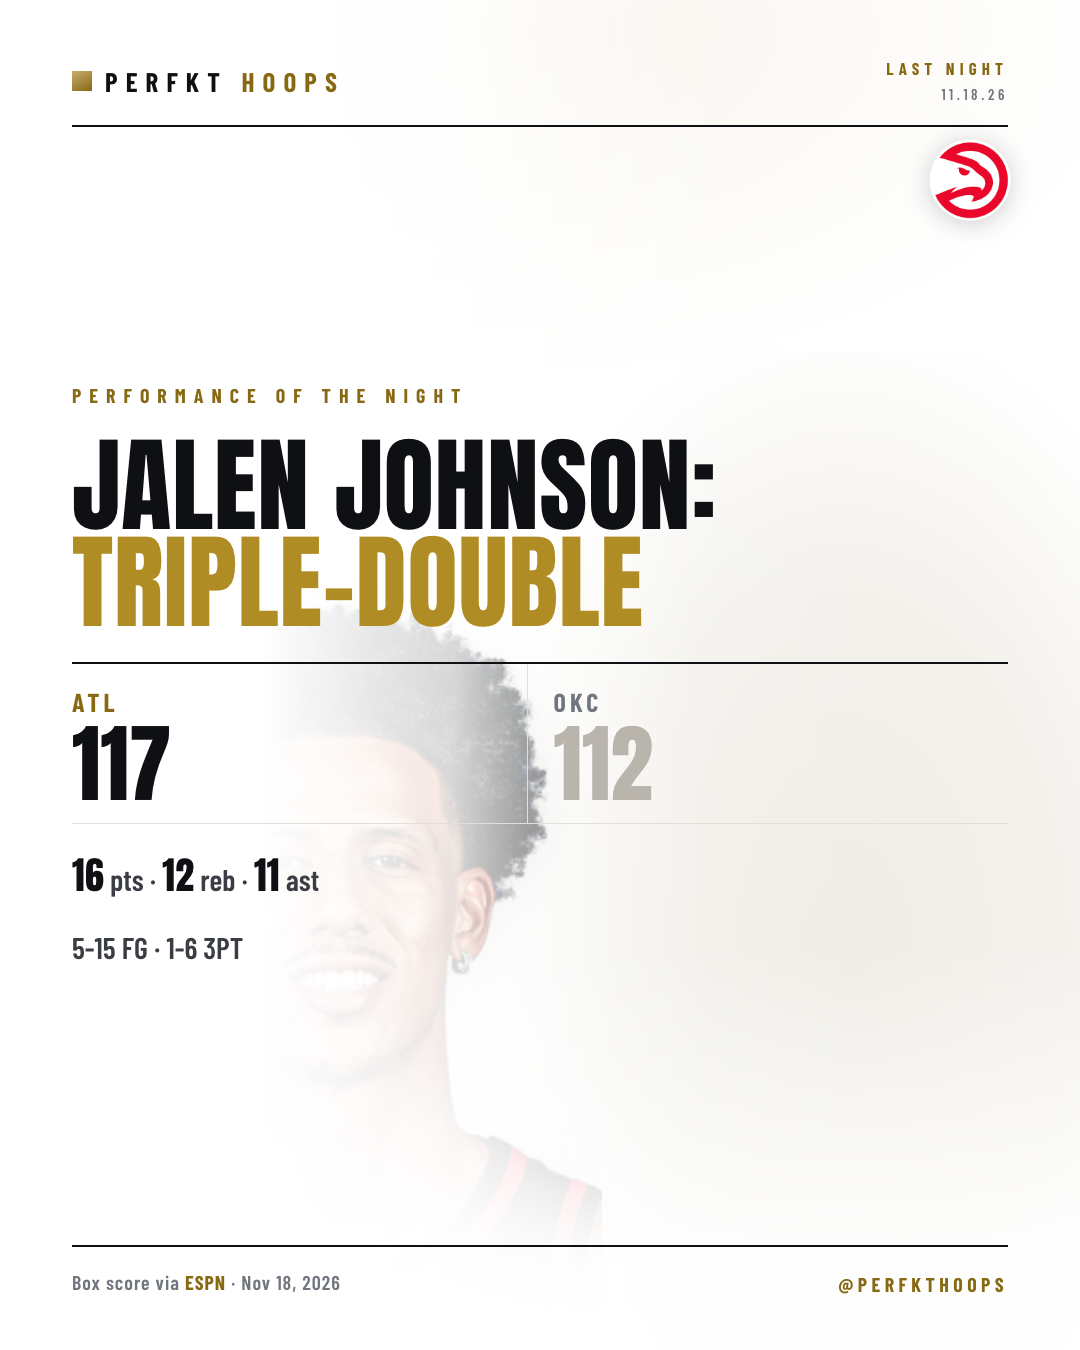 PERFKT HOOPS
LAST NIGHT
11.18.26
PERFORMANCE OF THE NIGHT
JALEN JOHNSON:
TRIPLE-DOUBLE
ATL
117
OKC
112
16 pts · 12 reb · 11 ast
5-15 FG · 1-6 3PT
Box score via ESPN · Nov 18, 2026
@PERFKTHOOPS